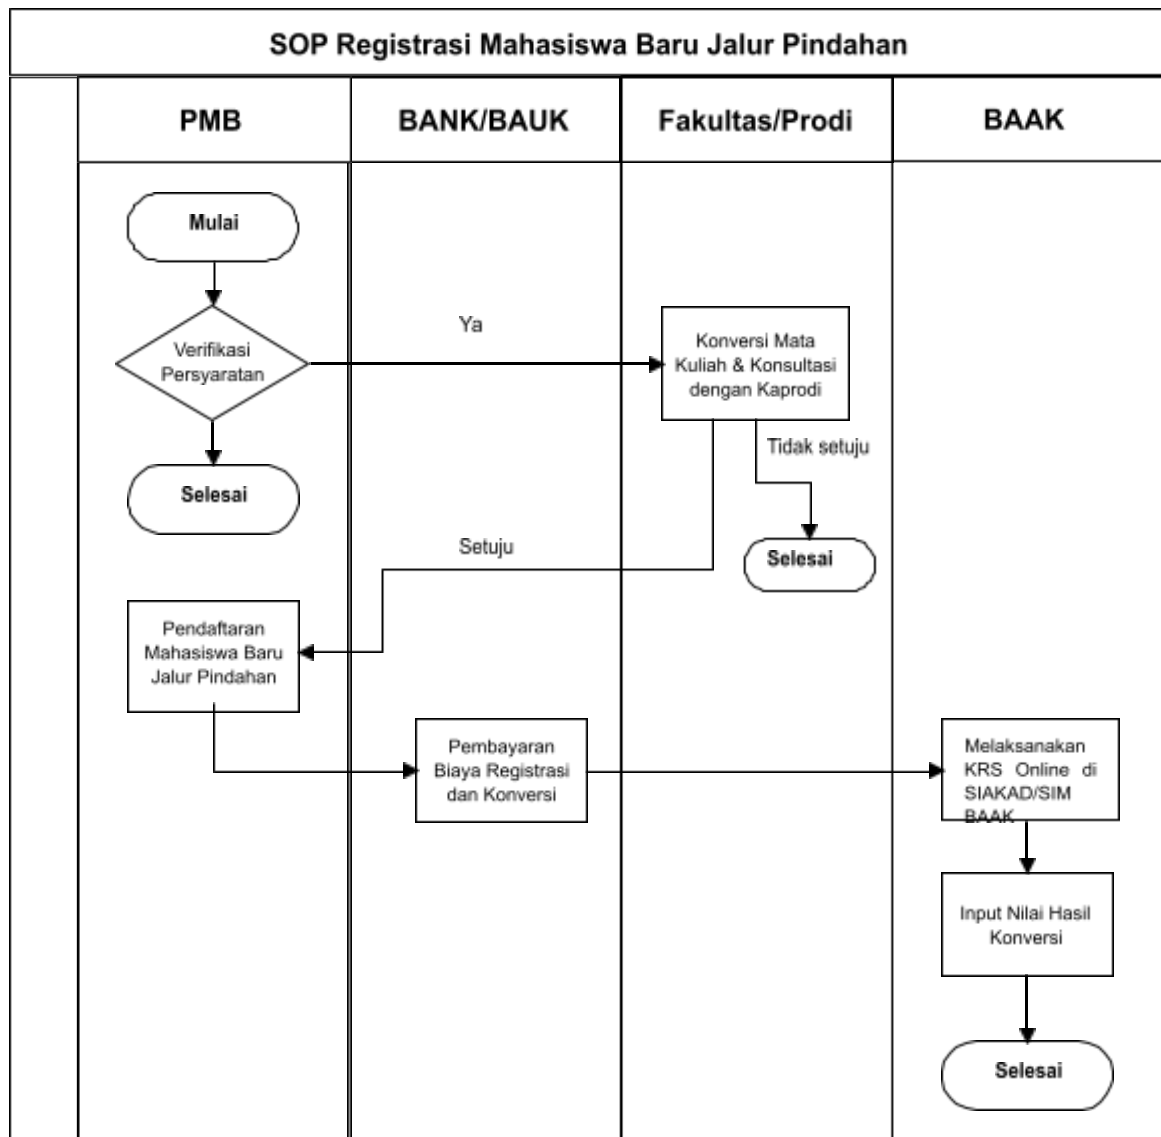 SOP Registrasi Mahasiswa Baru Jalur Pindahan
PMB
BANK/BAUK
Fakultas/Prodi
BAAK
Mulai
Verifikasi
Persyaratan
Ya
Konversi Mata
Kuliah & Konsultasi
dengan Kaprodi
Tidak setuju
Selesai
Setuju
Selesai
Pendaftaran
Mahasiswa Baru
Jalur Pindahan
Pembayaran
Biaya Registrasi
dan Konversi
Melaksanakan
KRS Online di
SIAKAD/SIM
BAAK
Input Nilai Hasil
Konversi
Selesai